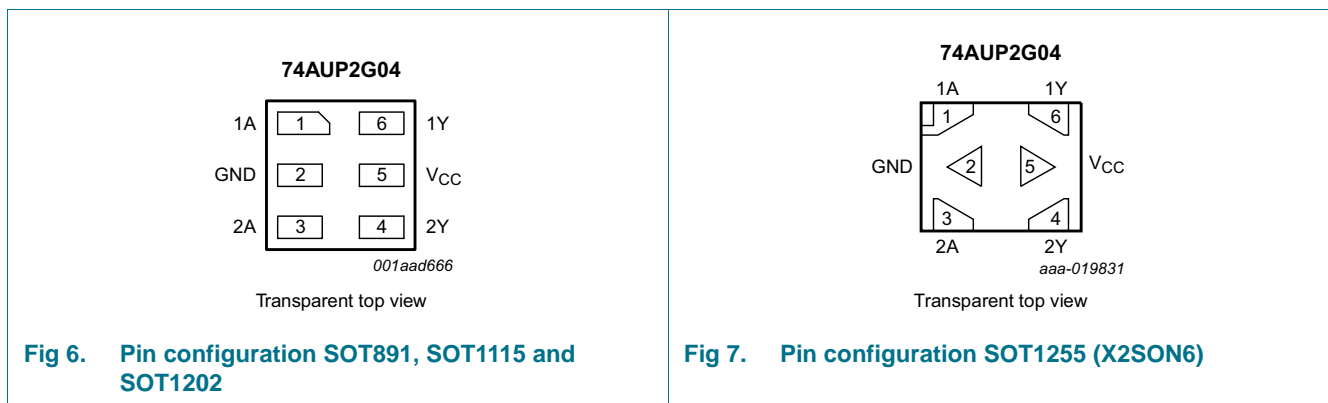 74AUP2G04
1A 1 6 1Y
GND 2 5 VCC
2A 3 4 2Y
001aad666
Transparent top view
Fig 6. Pin configuration SOT891, SOT1115 and
SOT1202
74AUP2G04
1A 1Y
1 6
GND 2 5 VCC
3 4
2A 2Y
aaa-019831
Transparent top view
Fig 7. Pin configuration SOT1255 (X2SON6)